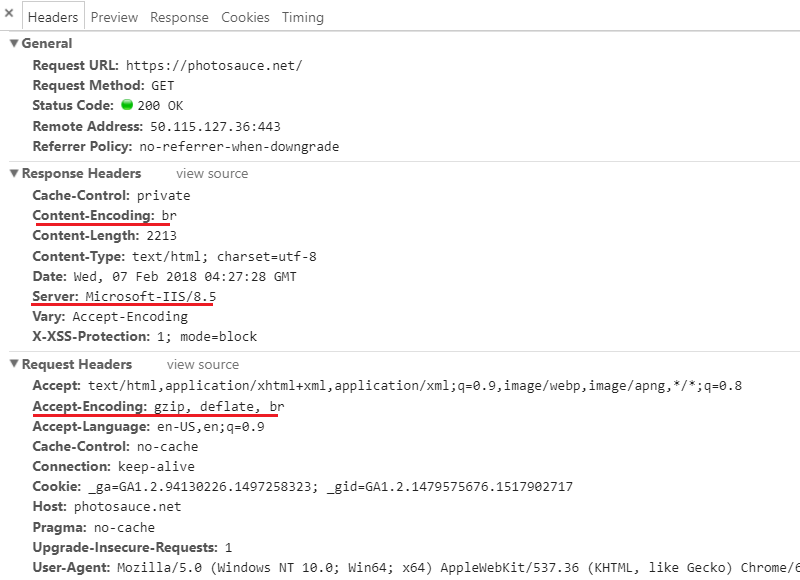 × Headers Preview Response Cookies Timing
▼General
Request URL: https://photosauce.net/
Request Method: GET
Status Code: 200 OK
Remote Address: 50.115.127.36:443
Referrer Policy: no-referrer-when-downgrade
▼Response Headers view source
Cache-Control: private
Content-Encoding: br
Content-Length: 2213
Content-Type: text/html; charset=utf-8
Date: Wed, 07 Feb 2018 04:27:28 GMT
Server: Microsoft-IIS/8.5
Vary: Accept-Encoding
X-XSS-Protection: 1; mode=block
▼Request Headers view source
Accept: text/html,application/xhtml+xml,application/xml;q=0.9,image/webp,image/apng,*/*;q=0.8
Accept-Encoding: gzip, deflate, br
Accept-Language: en-US,en;q=0.9
Cache-Control: no-cache
Connection: keep-alive
Cookie: _ga=GA1.2.94130226.1497258323; _gid=GA1.2.1479575676.1517902717
Host: photosauce.net
Pragma: no-cache
Upgrade-Insecure-Requests: 1
User-Agent: Mozilla/5.0 (Windows NT 10.0; Win64; x64) AppleWebKit/537.36 (KHTML, like Gecko) Chrome/6